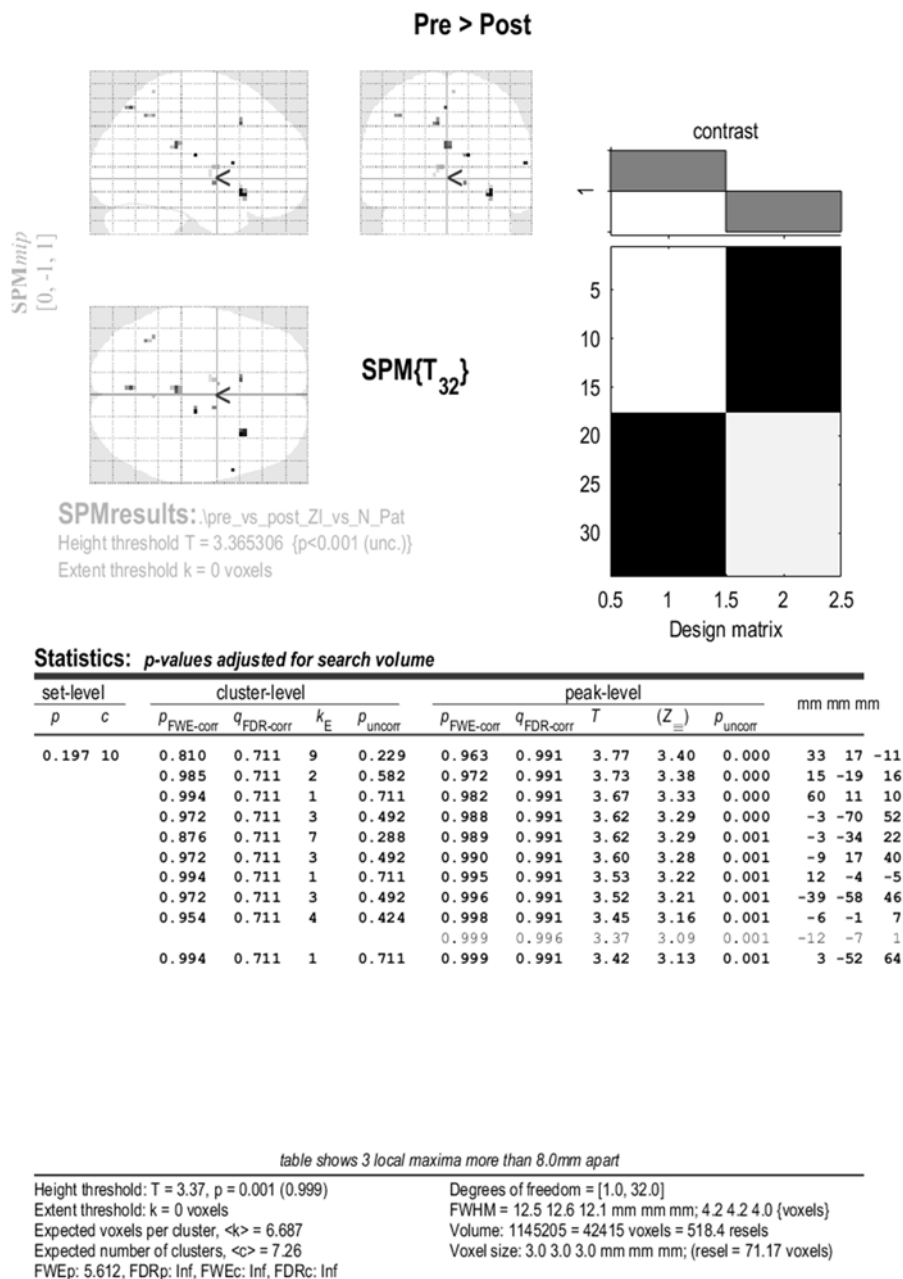 Pre > Post
contrast
1
<
<
SPMmip
[0, -1, 1]
<
SPM{T32}
5
10
15
20
25
30
0.5 1 1.5 2 2.5
Design matrix
SPMresults: .\pre_vs_post_ZI_vs_N_Pat
Height threshold T = 3.365306 {p<0.001 (unc.)}
Extent threshold k = 0 voxels
Statistics: p-values adjusted for search volume
set-level cluster-level peak-level mm mm mm
p c pFWE-corr qFDR-corr kE puncorr pFWE-corr qFDR-corr T (Z≡) puncorr
0.197 10 0.810 0.711 9 0.229 0.963 0.991 3.77 3.40 0.000 33 17 -11
0.985 0.711 2 0.582 0.972 0.991 3.73 3.38 0.000 15 -19 16
0.994 0.711 1 0.711 0.982 0.991 3.67 3.33 0.000 60 11 10
0.972 0.711 3 0.492 0.988 0.991 3.62 3.29 0.000 -3 -70 52
0.876 0.711 7 0.288 0.989 0.991 3.62 3.29 0.001 -3 -34 22
0.972 0.711 3 0.492 0.990 0.991 3.60 3.28 0.001 -9 17 40
0.994 0.711 1 0.711 0.995 0.991 3.53 3.22 0.001 12 -4 -5
0.972 0.711 3 0.492 0.996 0.991 3.52 3.21 0.001 -39 -58 46
0.954 0.711 4 0.424 0.998 0.991 3.45 3.16 0.001 -6 -1 7
0.999 0.996 3.37 3.09 0.001 -12 -7 1
0.994 0.711 1 0.711 0.999 0.991 3.42 3.13 0.001 3 -52 64
table shows 3 local maxima more than 8.0mm apart
Height threshold: T = 3.37, p = 0.001 (0.999)
Extent threshold: k = 0 voxels
Expected voxels per cluster, <k> = 6.687
Expected number of clusters, <c> = 7.26
FWEp: 5.612, FDRp: Inf, FWEc: Inf, FDRc: Inf
Degrees of freedom = [1.0, 32.0]
FWHM = 12.5 12.6 12.1 mm mm mm; 4.2 4.2 4.0 {voxels}
Volume: 1145205 = 42415 voxels = 518.4 resels
Voxel size: 3.0 3.0 3.0 mm mm mm; (resel = 71.17 voxels)